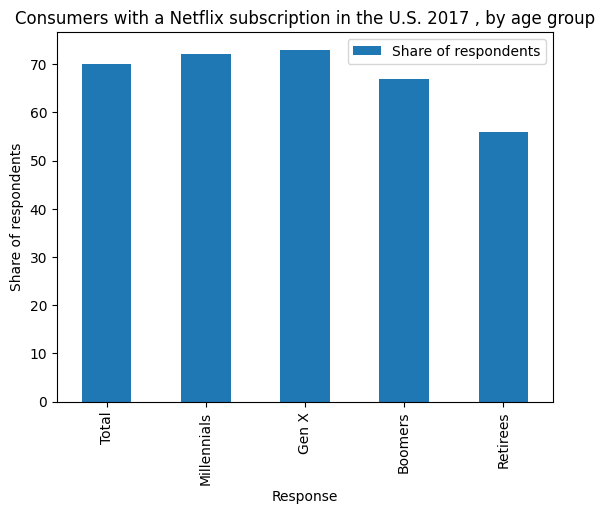 Consumers with a Netflix subscription in the U.S. 2017 , by age group
Share of respondents
Share of respondents
70
60
50
40
30
20
10
0
Total
Millennials
Gen X
Boomers
Retirees
Response